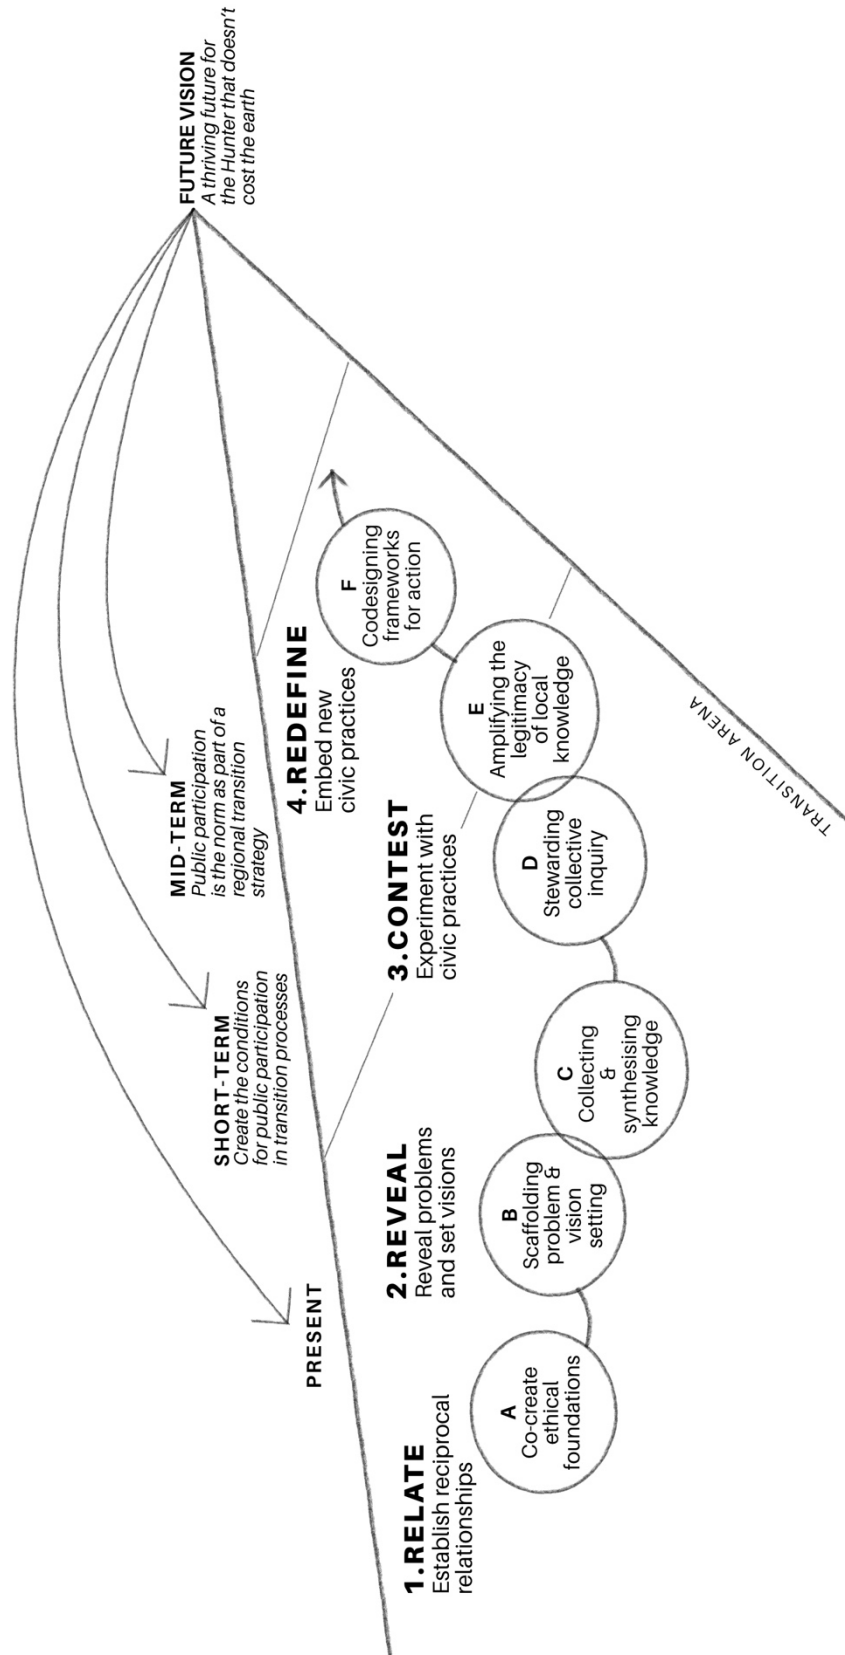 FUTURE VISION
A thriving future for
the Hunter that doesn't
cost the earth
MID-TERM
Public participation
is the norm as part of a
regional transition
strategy
SHORT-TERM
Create the conditions
for public participation
in transition processes
PRESENT
1.RELATE
Establish reciprocal
relationships
2.REVEAL
Reveal problems
and set visions
3.CONTEST
Experiment with
civic practices
4.REDEFINE
Embed new
civic practices
A
Co-create
ethical
foundations
B
Scaffolding
problem &
vision
setting
C
Collecting
&
synthesising
knowledge
D
Stewarding
collective
inquiry
E
Amplifying the
legitimacy
of local
knowledge
F
Codesigning
frameworks
for action
TRANSITION ARENA